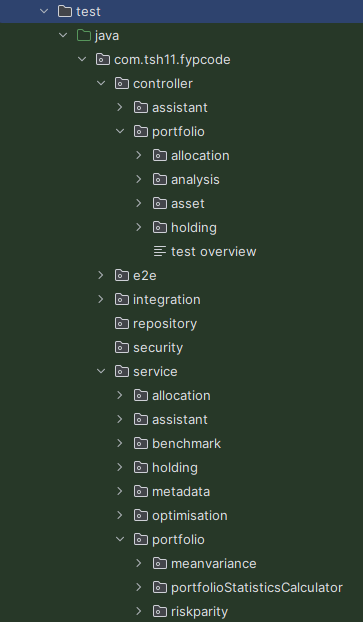 test
java
com.tsh11.fypcode
controller
assistant
portfolio
allocation
analysis
asset
holding
test overview
e2e
integration
repository
security
service
allocation
assistant
benchmark
holding
metadata
optimisation
portfolio
meanvariance
portfolioStatisticsCalculator
riskparity